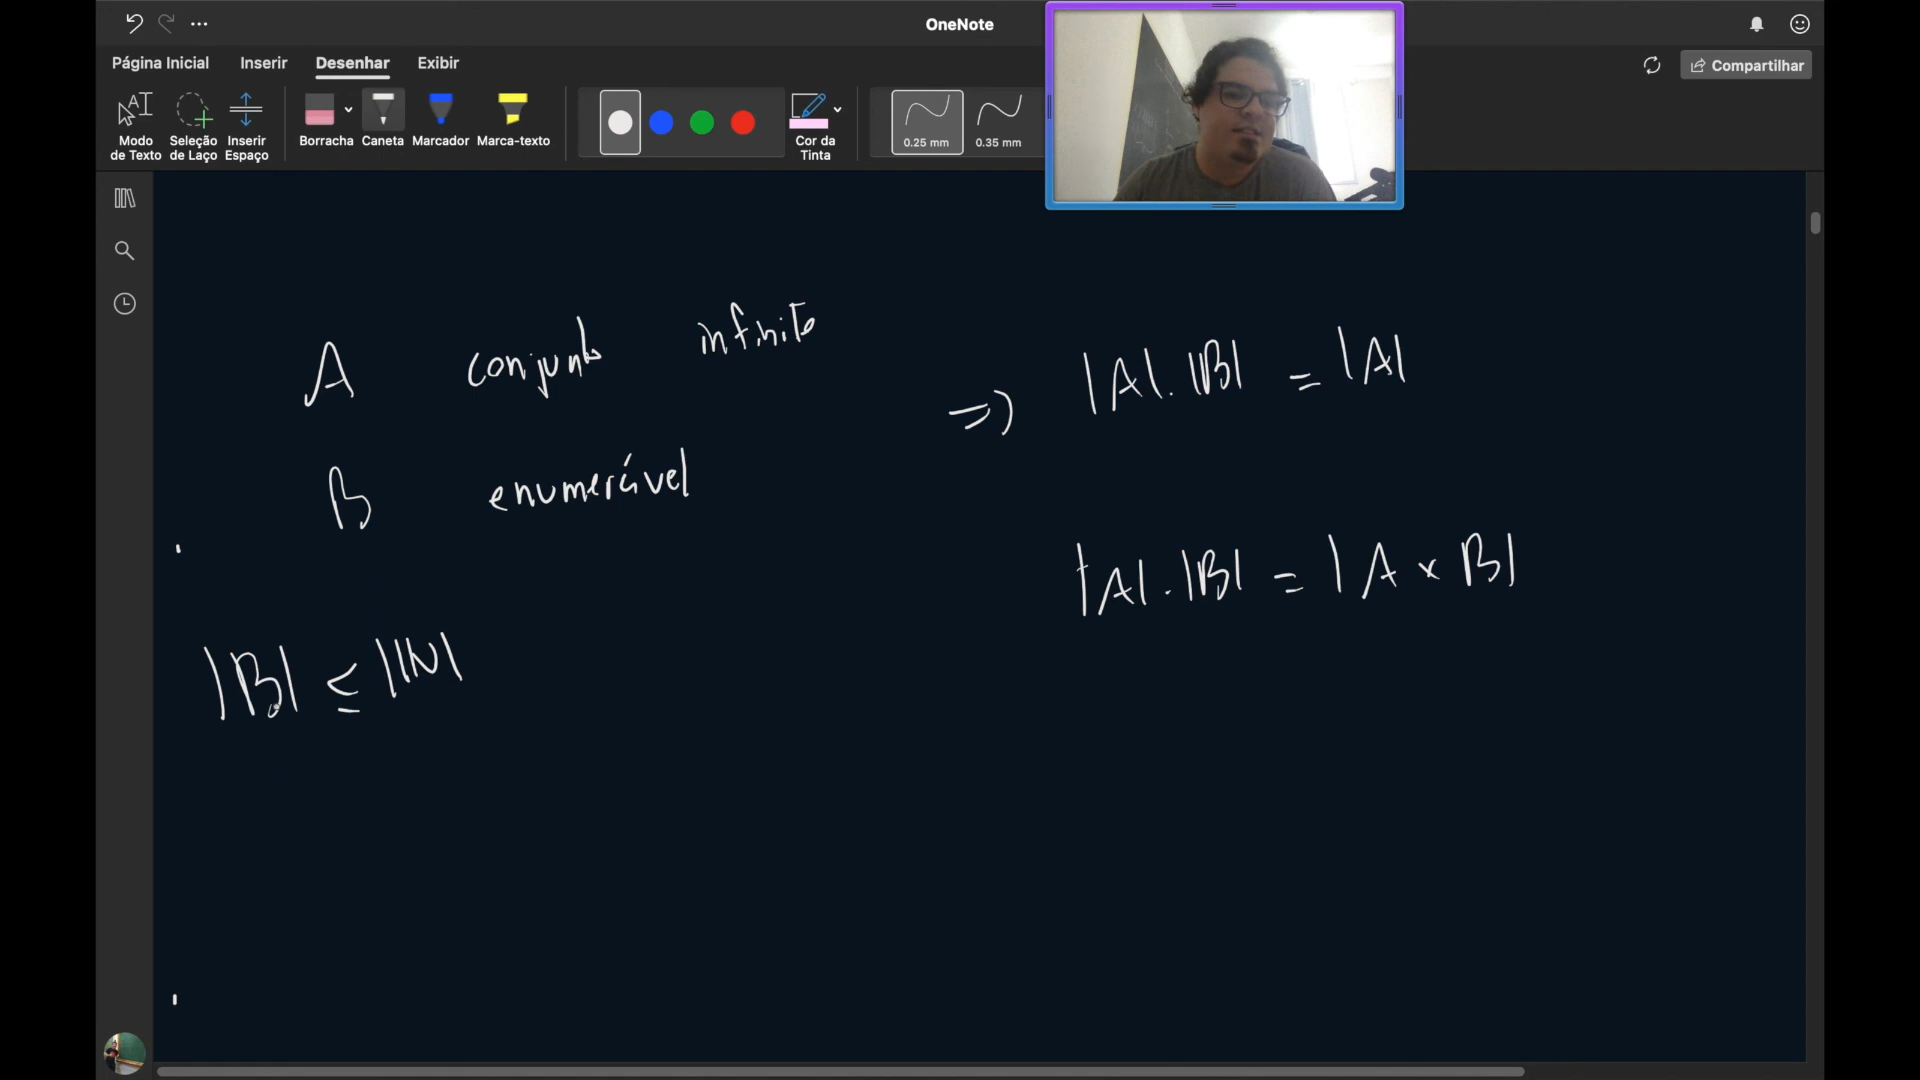 OneNote
Página Inicial Inserir Desenhar Exibir
Compartilhar
Modo de Texto
Seleção de Laço
Inserir Espaço
Borracha
Caneta
Marcador
Marca-texto
Cor da Tinta
0.25 mm
0.35 mm
A conjunto infinito
B enumerável
=> |A|.|B| = |A|
|A|.|B| = |A × B|
|B| ≤ |ℕ|